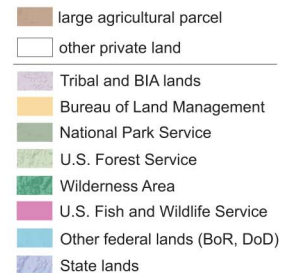 large agricultural parcel
other private land
Tribal and BIA lands
Bureau of Land Management
National Park Service
U.S. Forest Service
Wilderness Area
U.S. Fish and Wildlife Service
Other federal lands (BoR, DoD)
State lands